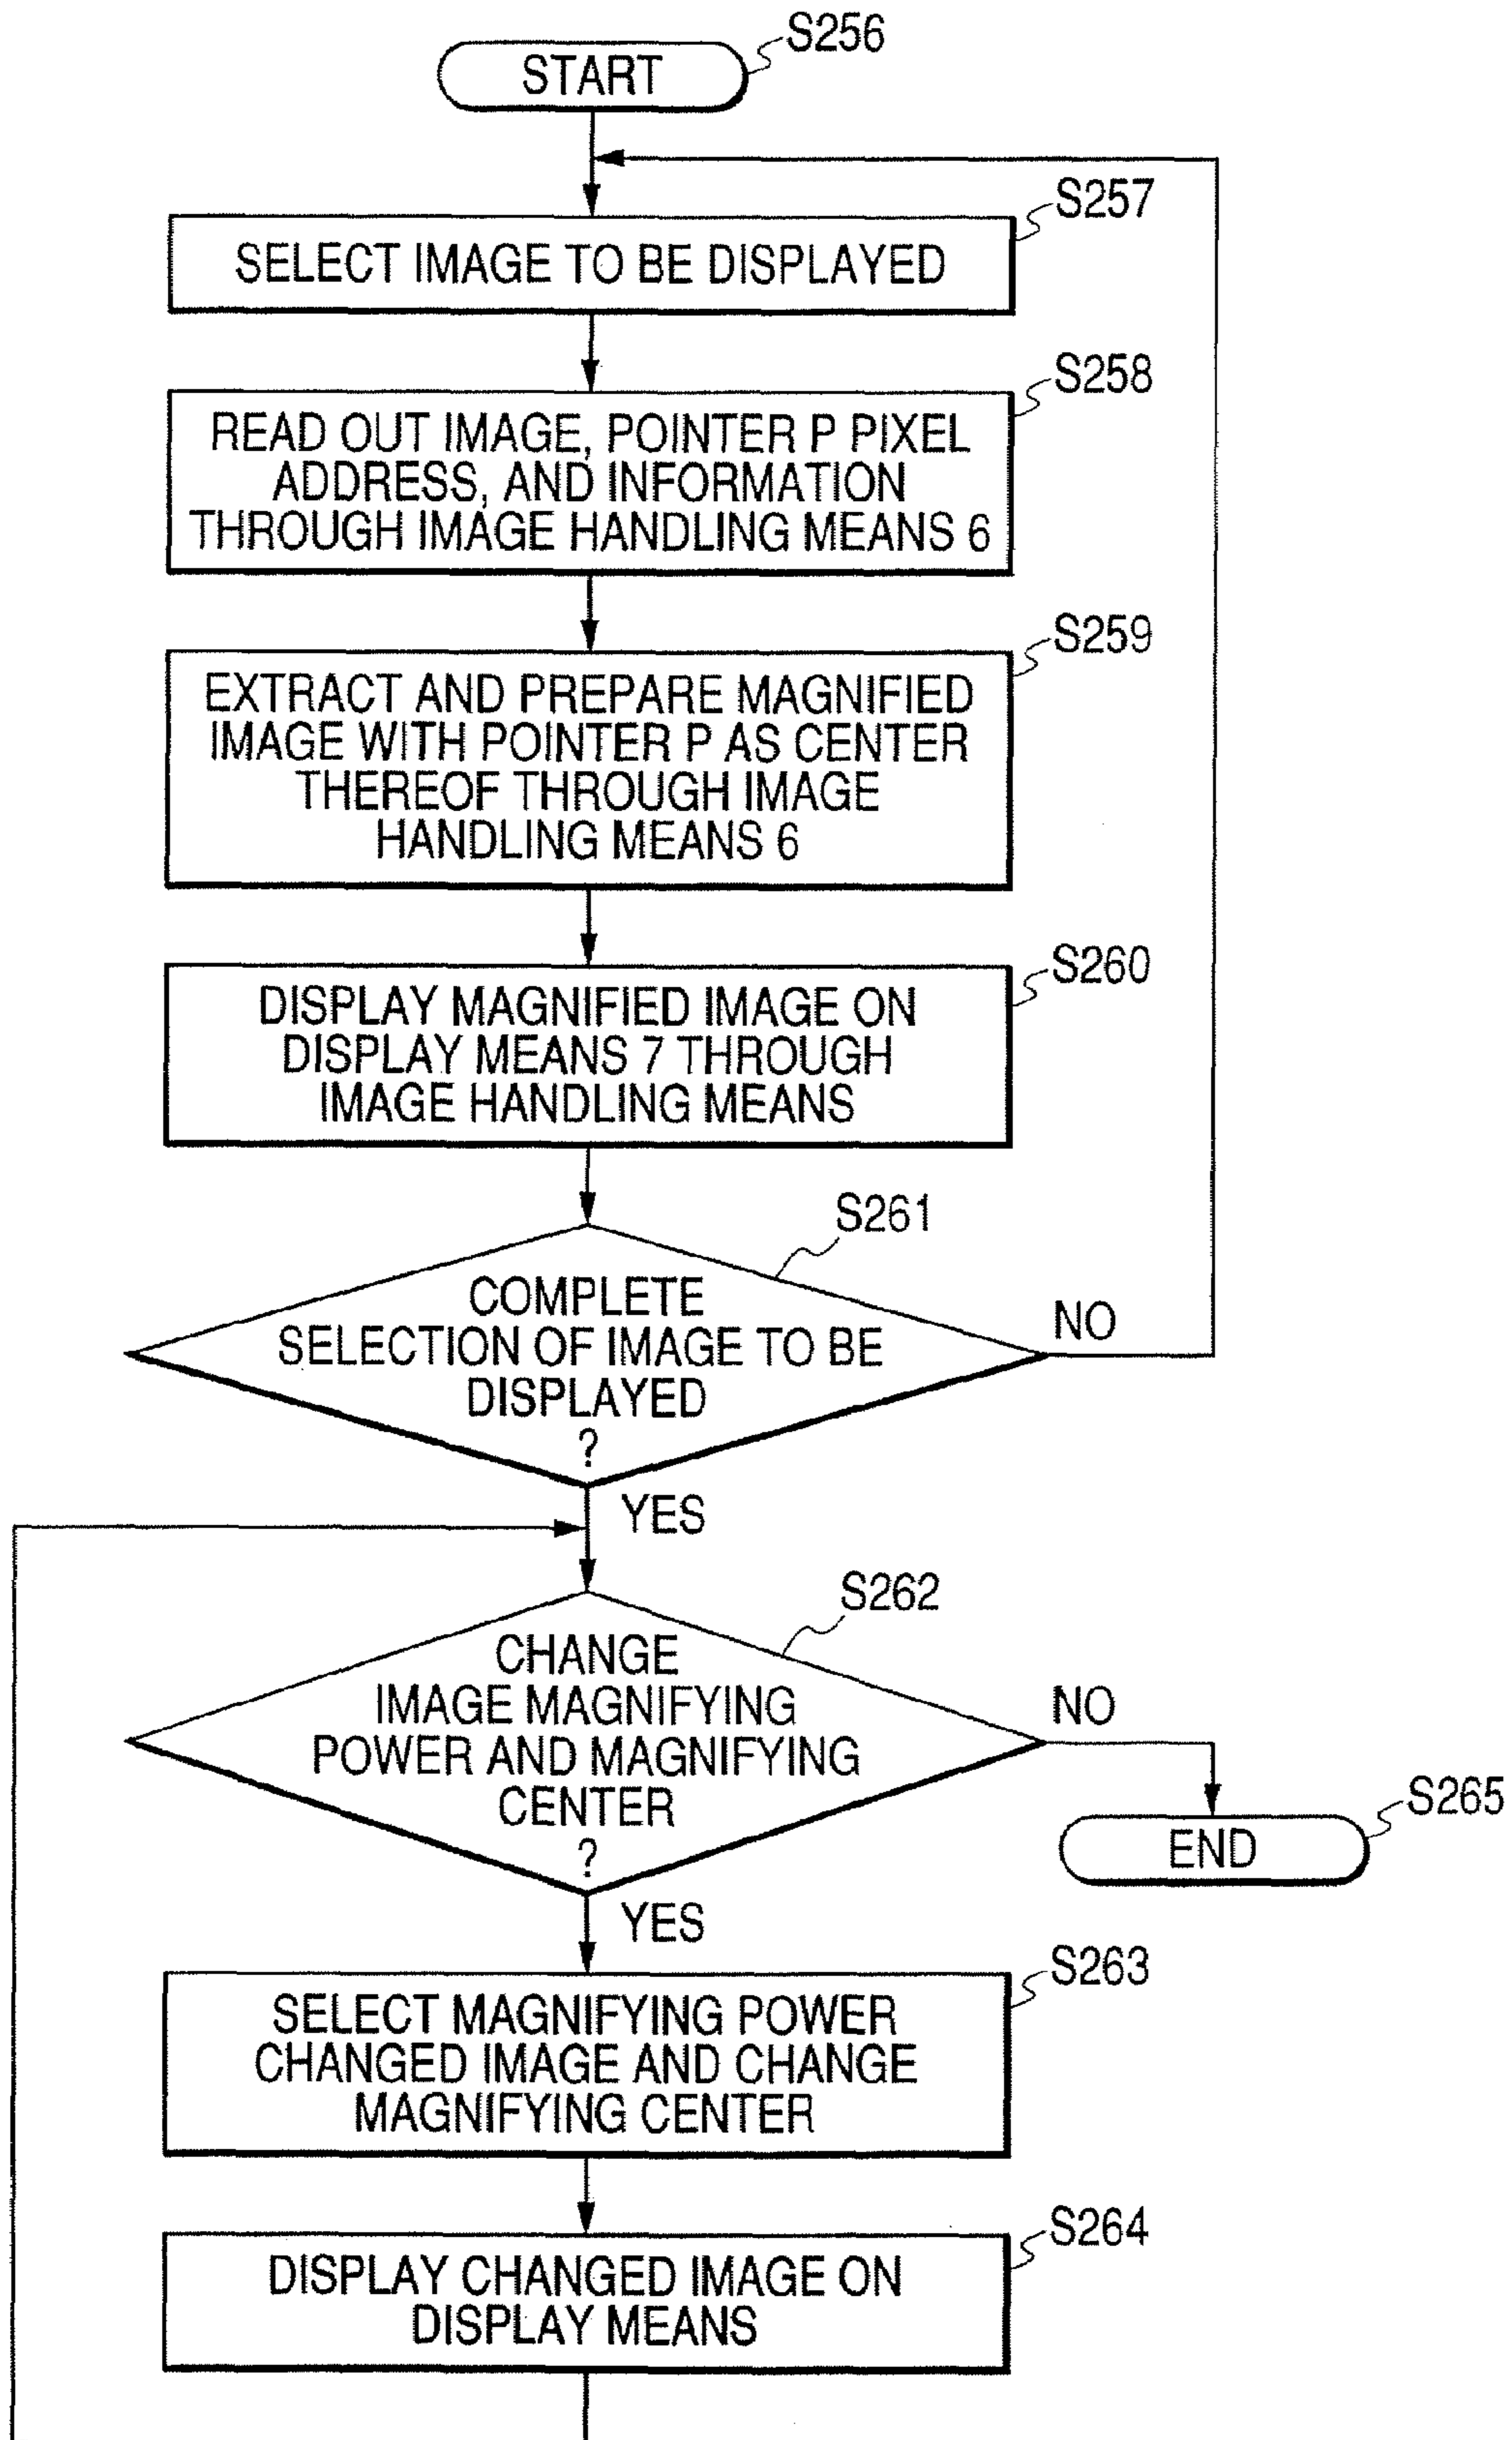 S256
START
S257
SELECT IMAGE TO BE DISPLAYED
S258
READ OUT IMAGE, POINTER P PIXEL
ADDRESS, AND INFORMATION
THROUGH IMAGE HANDLING MEANS 6
S259
EXTRACT AND PREPARE MAGNIFIED
IMAGE WITH POINTER P AS CENTER
THEREOF THROUGH IMAGE
HANDLING MEANS 6
S260
DISPLAY MAGNIFIED IMAGE ON
DISPLAY MEANS 7 THROUGH
IMAGE HANDLING MEANS
S261
COMPLETE
SELECTION OF IMAGE TO BE
DISPLAYED
?
NO
YES
S262
CHANGE
IMAGE MAGNIFYING
POWER AND MAGNIFYING
CENTER
?
NO
S265
END
YES
S263
SELECT MAGNIFYING POWER
CHANGED IMAGE AND CHANGE
MAGNIFYING CENTER
S264
DISPLAY CHANGED IMAGE ON
DISPLAY MEANS